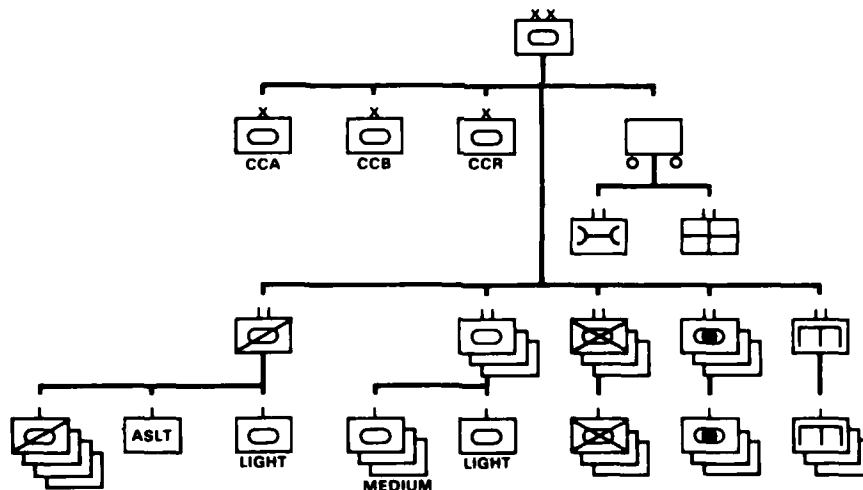 X X
X
X
X
CCA
CCB
CCR
ASLT
LIGHT
MEDIUM
LIGHT